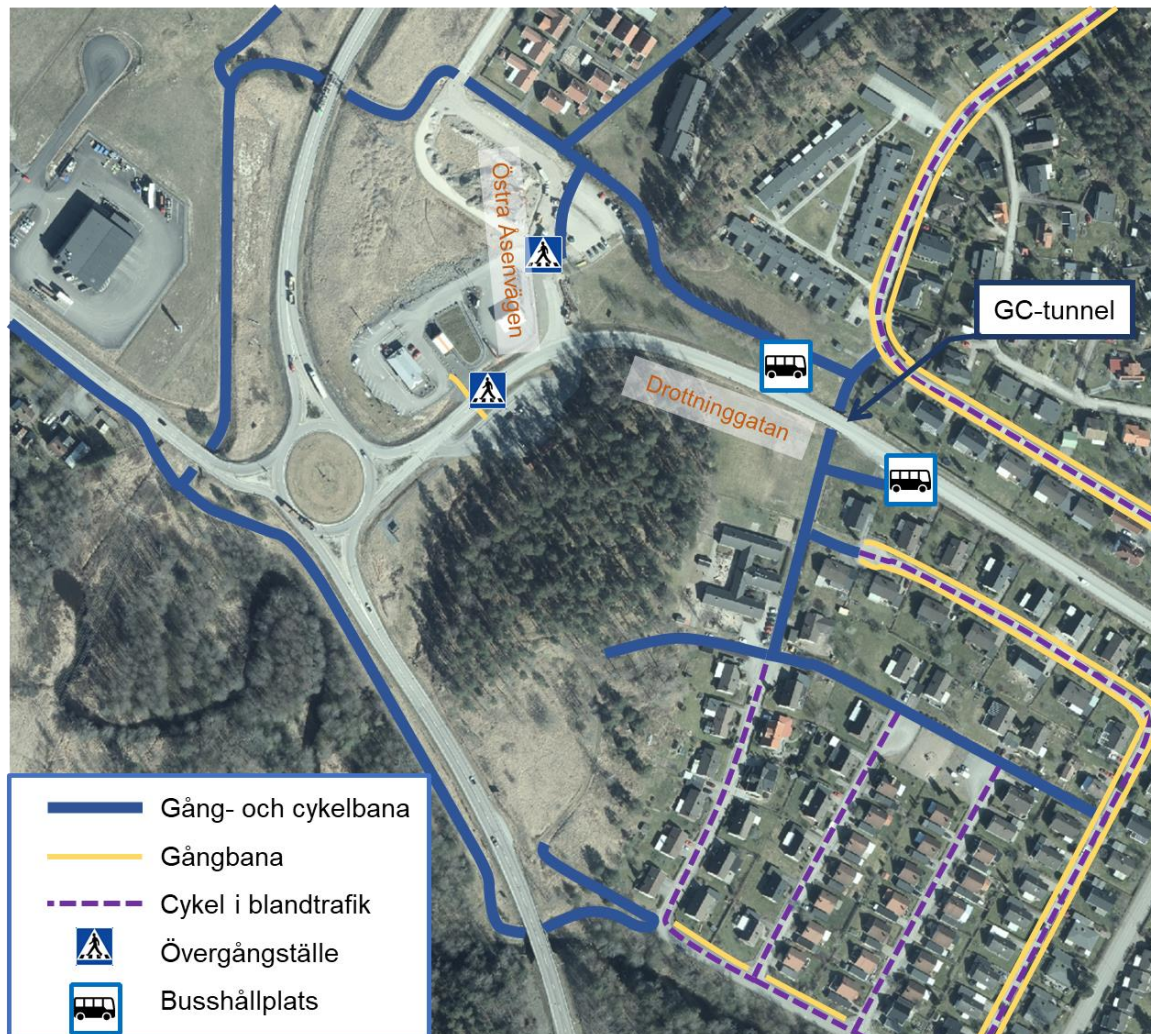 Östra Åsenvägen
GC-tunnel
Drottninggatan
Gång- och cykelbana
Gångbana
Cykel i blandtrafik
Övergångställe
Busshållplats